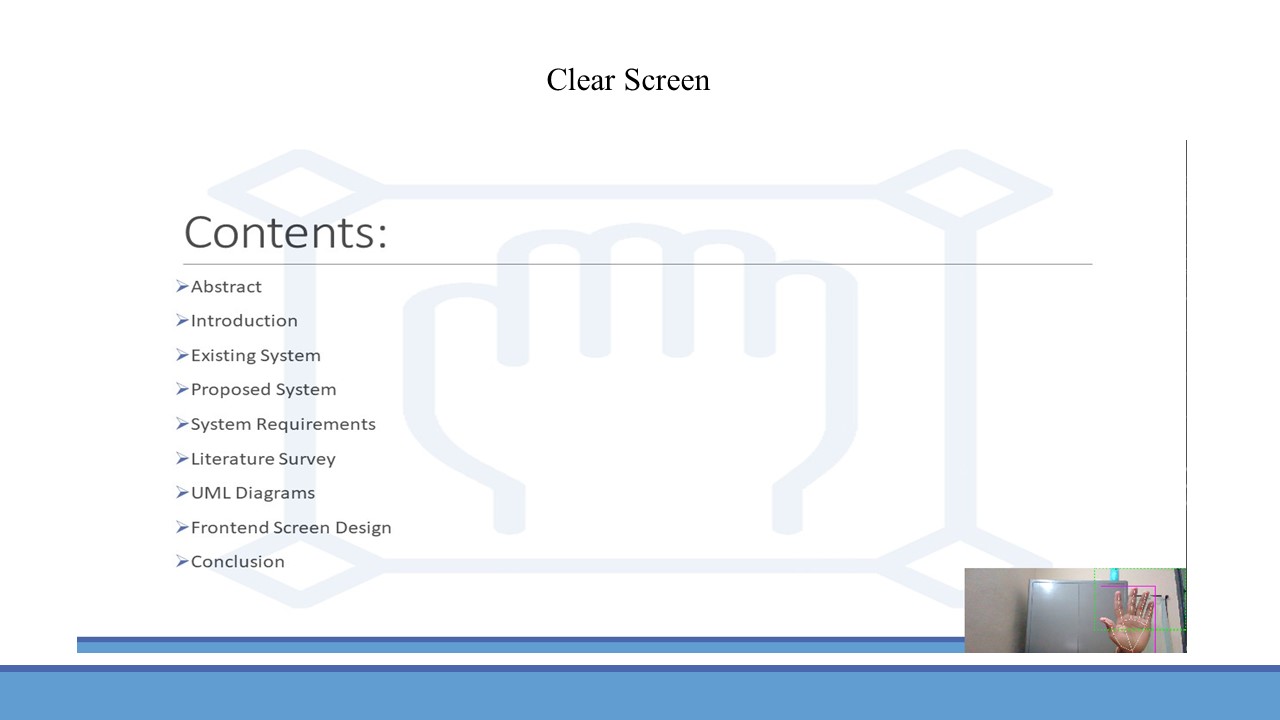 Clear Screen
Contents:
➢Abstract
➢Introduction
➢Existing System
➢Proposed System
➢System Requirements
➢Literature Survey
➢UML Diagrams
➢Frontend Screen Design
➢Conclusion